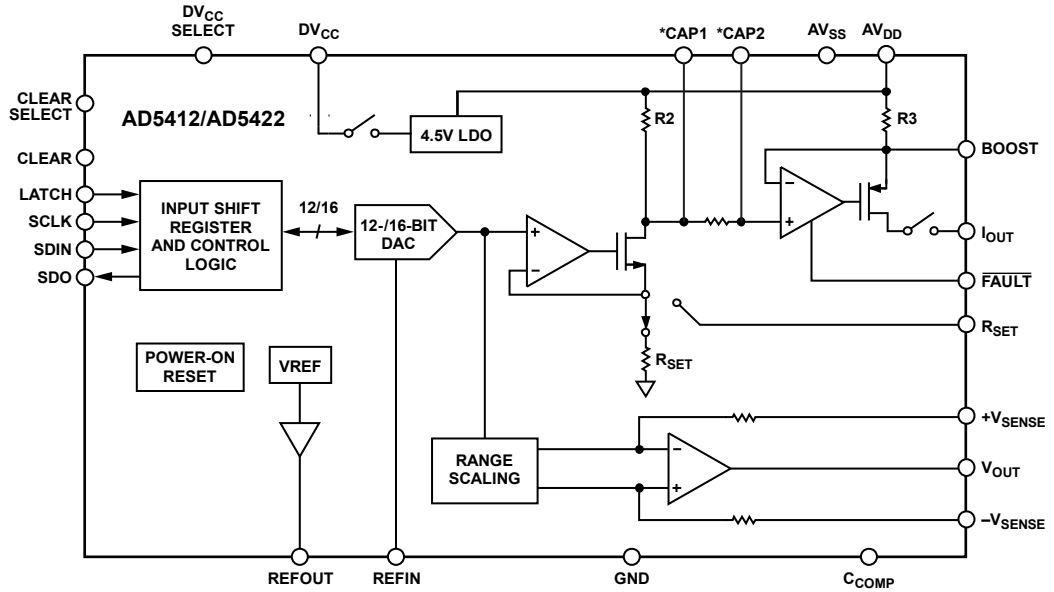 DVCC
SELECT
DVCC
*CAP1
*CAP2
AVSS
AVDD
CLEAR
SELECT
AD5412/AD5422
4.5V LDO
R2
R3
CLEAR
BOOST
LATCH
SCLK
SDIN
SDO
INPUT SHIFT
REGISTER
AND CONTROL
LOGIC
12/16
12-/16-BIT
DAC
+
−
−
+
IOUT
FAULT
RSET
POWER-ON
RESET
VREF
RSET
+VSENSE
RANGE
SCALING
−
+
VOUT
–VSENSE
REFOUT
REFIN
GND
CCOMP